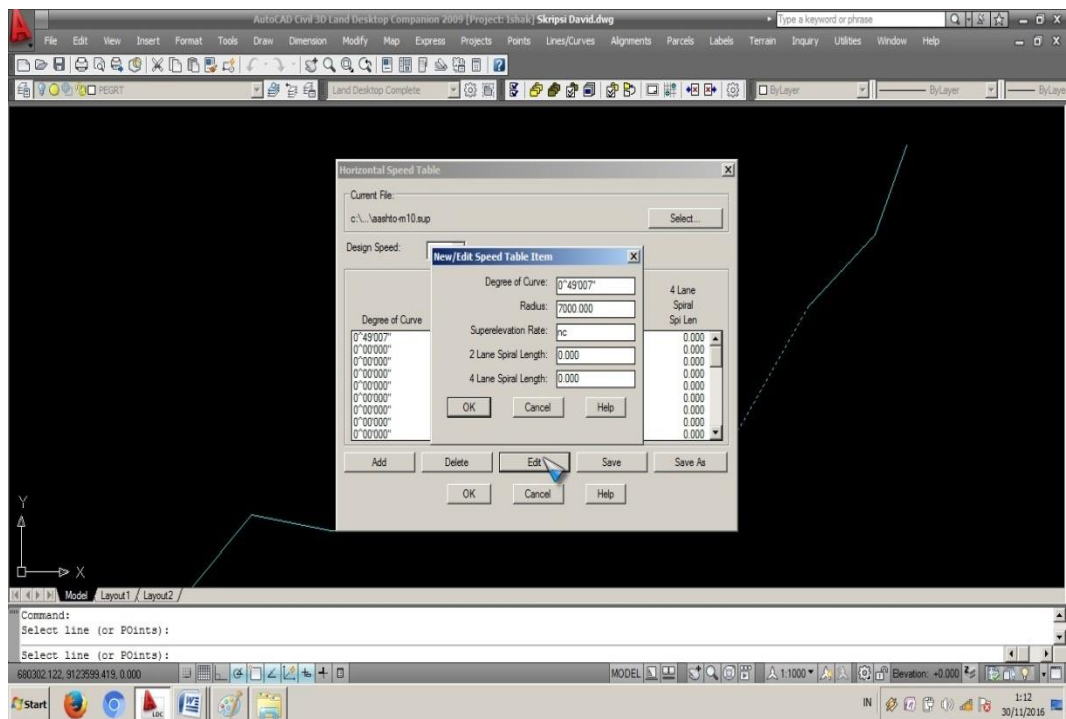 AutoCAD Civil 3D Land Desktop Companion 2009 [Project: Ishak] Skripsi David.dwg
Type a keyword or phrase
File Edit View Insert Format Tools Draw Dimension Modify Map Express Projects Points Lines/Curves Alignments Parcels Labels Terrain Inquiry Utilities Window Help
PEGRT
Land Desktop Complete
ByLayer
ByLayer
ByLaye
Horizontal Speed Table
Current File:
c:\...\aashto-m10.sup
Select...
Design Speed:
New/Edit Speed Table Item
Degree of Curve: 0^49'007"
Radius: 7000.000
Superelevation Rate: nc
2 Lane Spiral Length: 0.000
4 Lane Spiral Length: 0.000
OK Cancel Help
4 Lane
Spiral
Degree of Curve Spi Len
0^49'007" 0.000
0^00'000" 0.000
0^00'000" 0.000
0^00'000" 0.000
0^00'000" 0.000
0^00'000" 0.000
0^00'000" 0.000
0^00'000" 0.000
0^00'000" 0.000
Add Delete Edit Save Save As
OK Cancel Help
Y
X
Model Layout1 Layout2
Command:
Select line (or POints):
Select line (or POints):
680302.122, 9123599.419, 0.000
MODEL
1:1000
Elevation: +0.000
Start
LDC
IN
1:12
30/11/2016